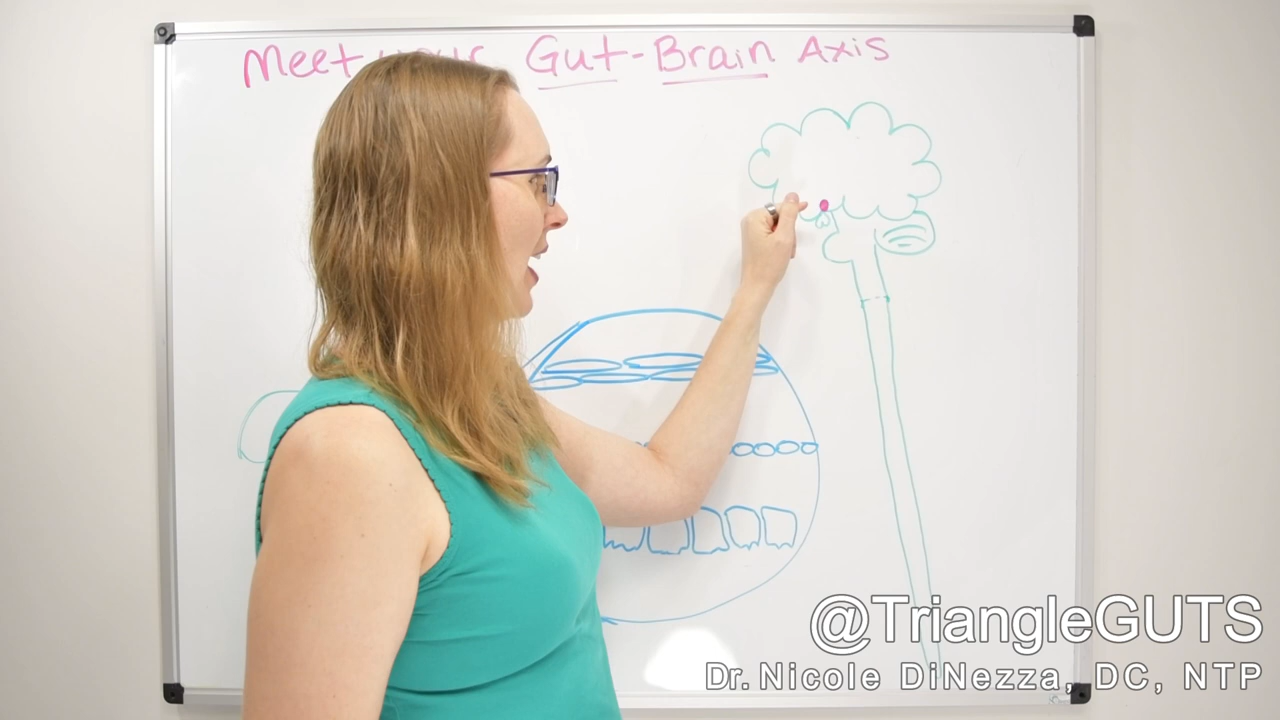 Meet Gut-Brain Axis
@TriangleGUTS
Dr. Nicole DiNezza, DC, NTP